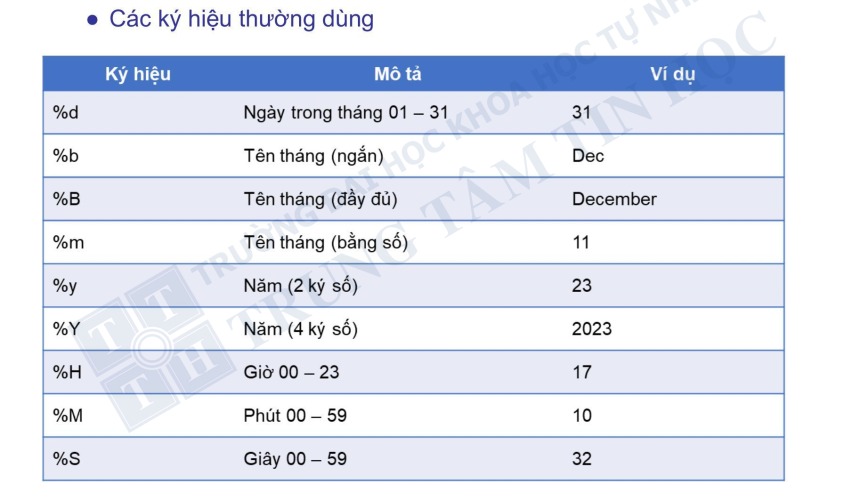 ● Các ký hiệu thường dùng
Ký hiệu Mô tả Ví dụ
%d Ngày trong tháng 01 – 31 31
%b Tên tháng (ngắn) Dec
%B Tên tháng (đầy đủ) December
%m Tên tháng (bằng số) 11
%y Năm (2 ký số) 23
%Y Năm (4 ký số) 2023
%H Giờ 00 – 23 17
%M Phút 00 – 59 10
%S Giây 00 – 59 32
TRƯỜNG ĐẠI HỌC KHOA HỌC TỰ NHI
TRUNG TÂM TIN HỌC
T T
T H